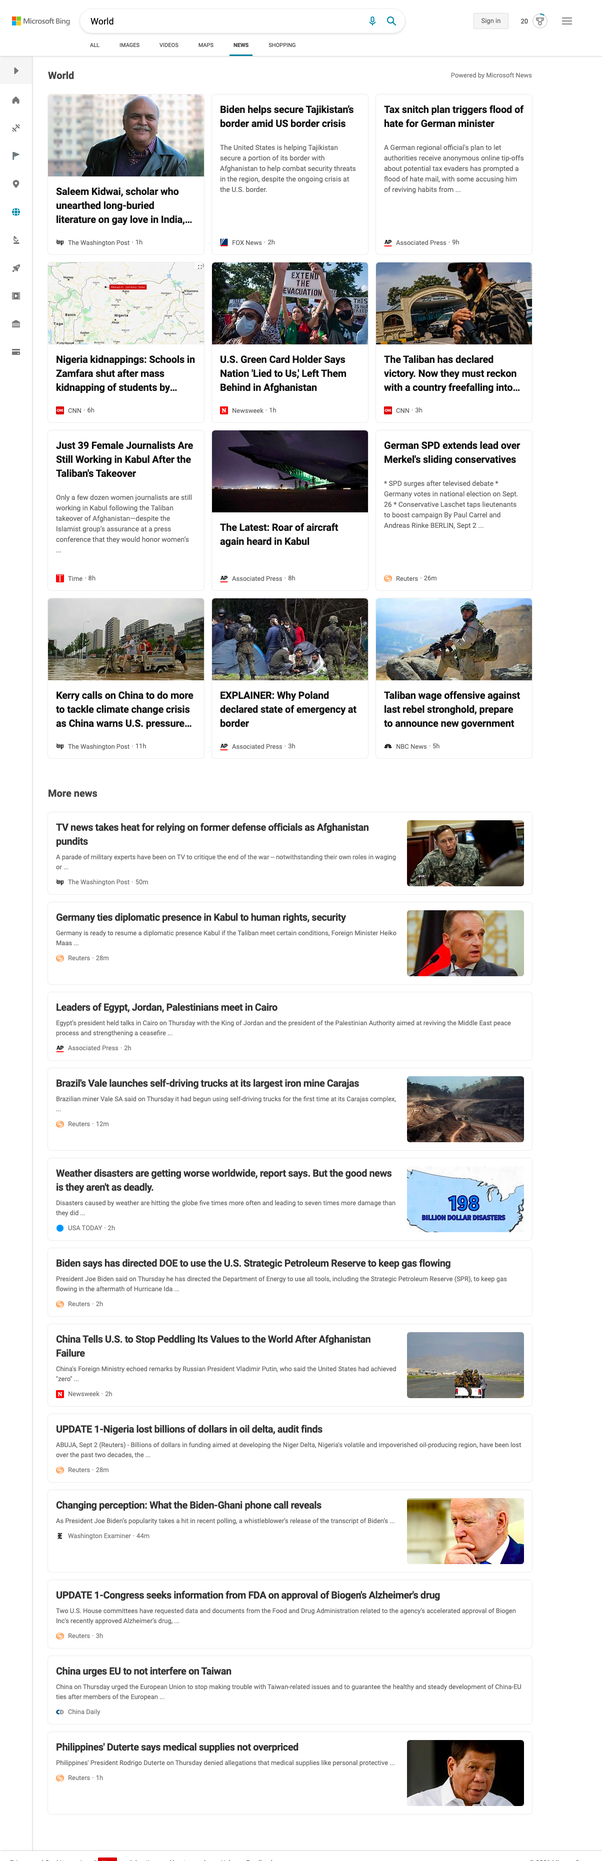 Microsoft Bing
World
Sign in
20
ALL
IMAGES
VIDEOS
MAPS
NEWS
SHOPPING
World
Powered by Microsoft News
Saleem Kidwai, scholar who
unearthed long-buried
literature on gay love in India,...
The Washington Post · 1h
Biden helps secure Tajikistan's
border amid US border crisis
The United States is helping Tajikistan
secure a portion of its border with
Afghanistan to help combat security threats
in the region, despite the ongoing crisis at
the U.S. border.
FOX News · 2h
Tax snitch plan triggers flood of
hate for German minister
A German regional official's plan to let
authorities receive anonymous online tip-offs
about potential tax evaders has prompted a
flood of hate mail, with some accusing him
of reviving habits from ...
AP Associated Press · 9h
Nigeria kidnappings: Schools in
Zamfara shut after mass
kidnapping of students by...
CNN · 6h
EXTEND
THE
EVACUATION
U.S. Green Card Holder Says
Nation 'Lied to Us,' Left Them
Behind in Afghanistan
Newsweek · 1h
The Taliban has declared
victory. Now they must reckon
with a country freefalling into...
CNN · 3h
Just 39 Female Journalists Are
Still Working in Kabul After the
Taliban's Takeover
Only a few dozen women journalists are still
working in Kabul following the Taliban
takeover of Afghanistan—despite the
Islamist group's assurance at a press
conference that they would honor women's
...
Time · 8h
The Latest: Roar of aircraft
again heard in Kabul
AP Associated Press · 8h
German SPD extends lead over
Merkel's sliding conservatives
* SPD surges after televised debate *
Germany votes in national election on Sept.
26 * Conservative Laschet taps lieutenants
to boost campaign By Paul Carrel and
Andreas Rinke BERLIN, Sept 2 ...
Reuters · 26m
Kerry calls on China to do more
to tackle climate change crisis
as China warns U.S. pressure...
The Washington Post · 11h
EXPLAINER: Why Poland
declared state of emergency at
border
AP Associated Press · 3h
Taliban wage offensive against
last rebel stronghold, prepare
to announce new government
NBC News · 5h
More news
TV news takes heat for relying on former defense officials as Afghanistan
pundits
A parade of military experts have been on TV to critique the end of the war – notwithstanding their own roles in waging
or ...
The Washington Post · 50m
Germany ties diplomatic presence in Kabul to human rights, security
Germany is ready to resume a diplomatic presence Kabul if the Taliban meet certain conditions, Foreign Minister Heiko
Maas ...
Reuters · 28m
Leaders of Egypt, Jordan, Palestinians meet in Cairo
Egypt's president held talks in Cairo on Thursday with the King of Jordan and the president of the Palestinian Authority aimed at reviving the Middle East peace
process and strengthening a ceasefire ...
AP Associated Press · 2h
Brazil's Vale launches self-driving trucks at its largest iron mine Carajas
Brazilian miner Vale SA said on Thursday it had begun using self-driving trucks for the first time at its Carajas complex,
...
Reuters · 12m
Weather disasters are getting worse worldwide, report says. But the good news
is they aren't as deadly.
Disasters caused by weather are hitting the globe five times more often and leading to seven times more damage than
they did ...
USA TODAY · 2h
198
BILLION DOLLAR DISASTERS
Biden says has directed DOE to use the U.S. Strategic Petroleum Reserve to keep gas flowing
President Joe Biden said on Thursday he has directed the Department of Energy to use all tools, including the Strategic Petroleum Reserve (SPR), to keep gas
flowing in the aftermath of Hurricane Ida ...
Reuters · 2h
China Tells U.S. to Stop Peddling Its Values to the World After Afghanistan
Failure
China's Foreign Ministry echoed remarks by Russian President Vladimir Putin, who said the United States had achieved
"zero" ...
Newsweek · 2h
UPDATE 1-Nigeria lost billions of dollars in oil delta, audit finds
ABUJA, Sept 2 (Reuters) - Billions of dollars in funding aimed at developing the Niger Delta, Nigeria's volatile and impoverished oil-producing region, have been lost
over the past two decades, the ...
Reuters · 28m
Changing perception: What the Biden-Ghani phone call reveals
As President Joe Biden's popularity takes a hit in recent polling, a whistleblower's release of the transcript of Biden's ...
Washington Examiner · 44m
UPDATE 1-Congress seeks information from FDA on approval of Biogen's Alzheimer's drug
Two U.S. House committees have requested data and documents from the Food and Drug Administration related to the agency's accelerated approval of Biogen
Inc's recently approved Alzheimer's drug, ...
Reuters · 3h
China urges EU to not interfere on Taiwan
China on Thursday urged the European Union to stop making trouble with Taiwan-related issues and to guarantee the healthy and steady development of China-EU
ties after members of the European ...
China Daily
Philippines' Duterte says medical supplies not overpriced
Philippines' President Rodrigo Duterte on Thursday denied allegations that medical supplies like personal protective ...
Reuters · 1h